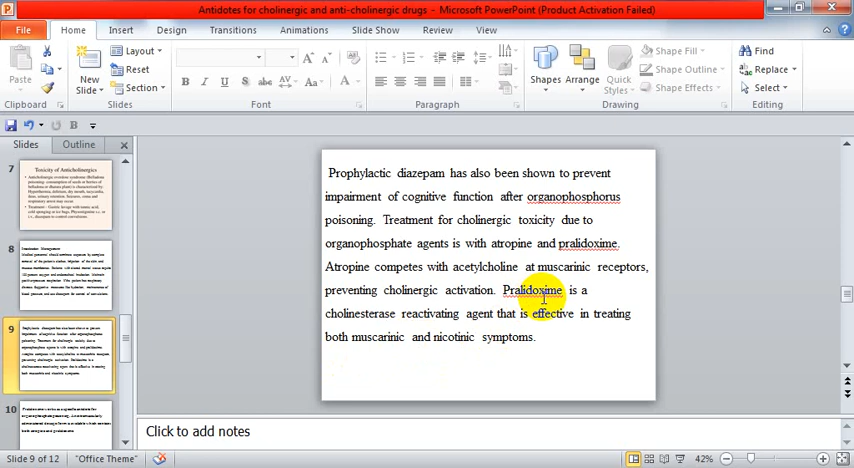 Antidotes for cholinergic and anti-cholinergic drugs - Microsoft PowerPoint (Product Activation Failed)
File Home Insert Design Transitions Animations Slide Show Review View
Paste
New Slide
Layout
Reset
Section
Shapes Arrange Quick Styles
Shape Fill
Shape Outline
Shape Effects
Find
Replace
Select
Clipboard Slides Font Paragraph Drawing Editing
Slides Outline
7
Toxicity of Anticholinergics
8
9
10
Prophylactic diazepam has also been shown to prevent
impairment of cognitive function after organophosphorus
poisoning. Treatment for cholinergic toxicity due to
organophosphate agents is with atropine and pralidoxime.
Atropine competes with acetylcholine at muscarinic receptors,
preventing cholinergic activation. Pralidoxime is a
cholinesterase reactivating agent that is effective in treating
both muscarinic and nicotinic symptoms.
Click to add notes
Slide 9 of 12 "Office Theme" 42%